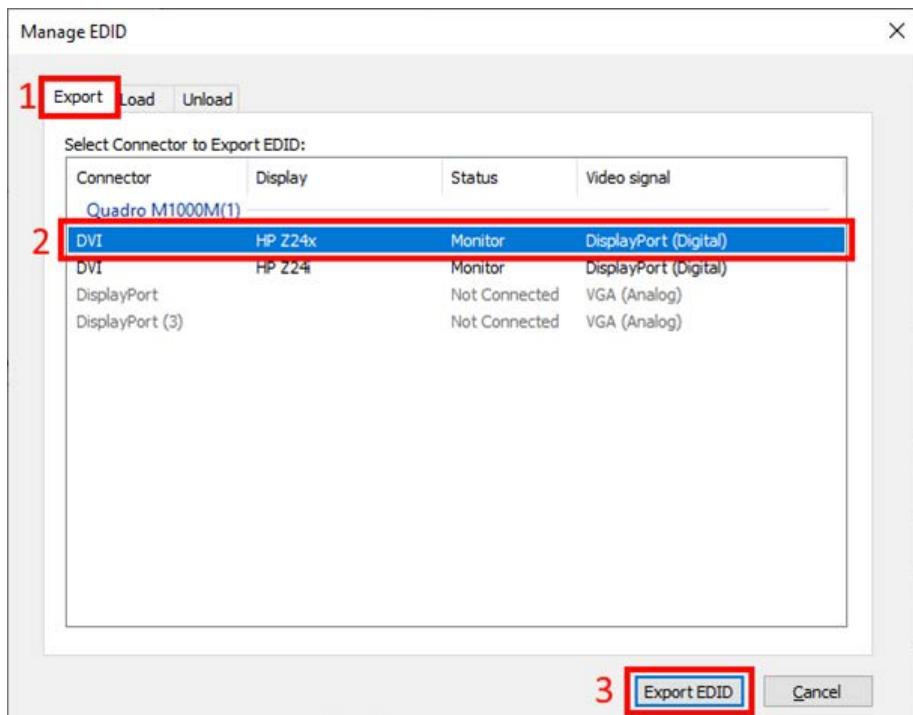 Manage EDID
1 Export Load Unload
Select Connector to Export EDID:
Connector Display Status Video signal
Quadro M1000M(1)
2 DVI HP Z24x Monitor DisplayPort (Digital)
DVI HP Z24i Monitor DisplayPort (Digital)
DisplayPort Not Connected VGA (Analog)
DisplayPort (3) Not Connected VGA (Analog)
3 Export EDID Cancel